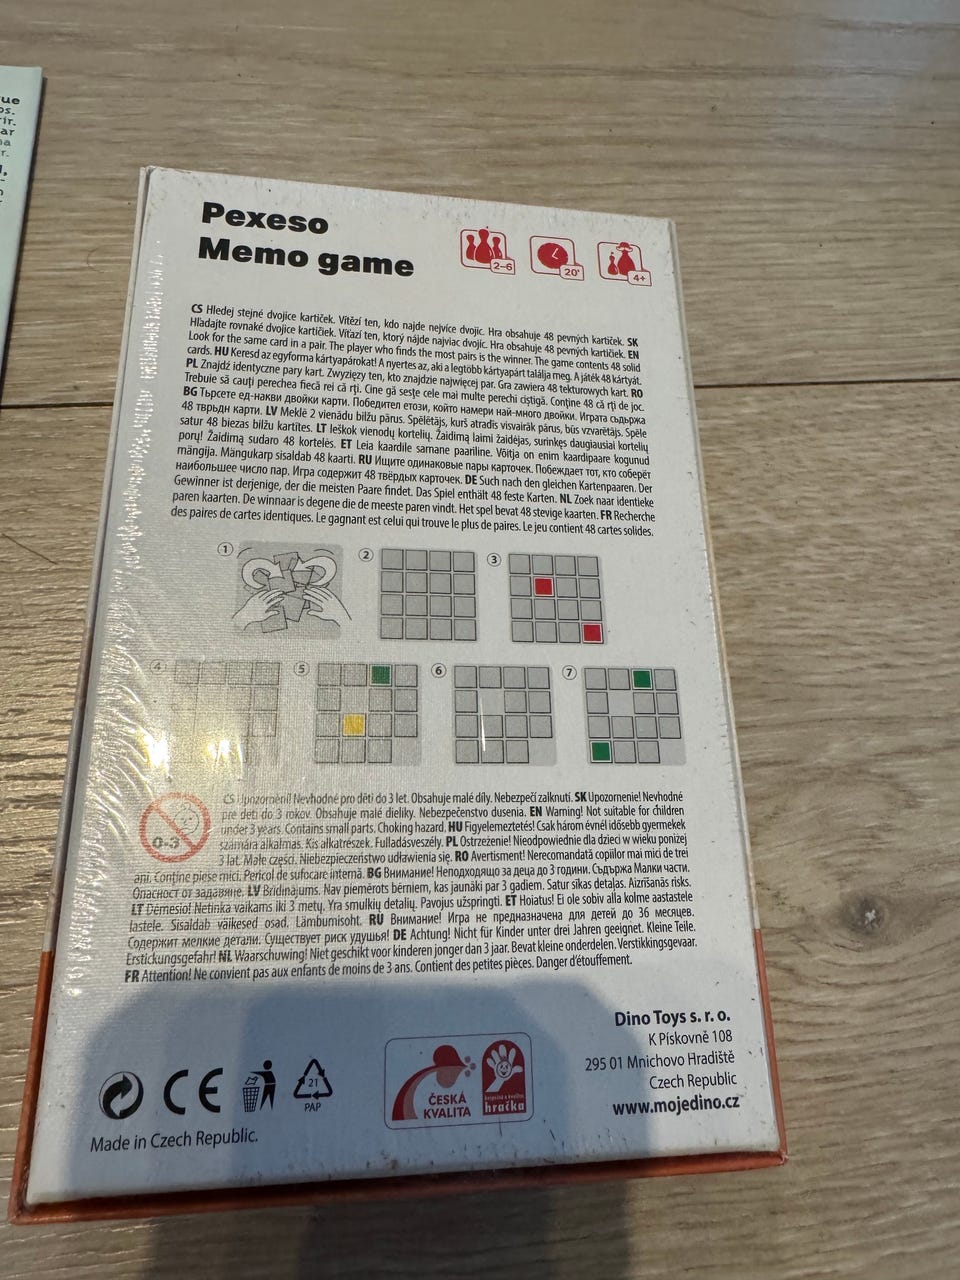 ue
os.
rir.
ar
na
r.
Pexeso
Memo game
2–6
20'
4+
CS Hledej stejné dvojice kartiček. Vítězí ten, kdo najde nejvíce dvojic. Hra obsahuje 48 pevných kartiček. SK
Hľadajte rovnaké dvojice kartičiek. Víťazí ten, ktorý nájde najviac dvojíc. Hra obsahuje 48 pevných kartičiek. EN
Look for the same card in a pair. The player who finds the most pairs is the winner. The game contents 48 solid
cards. HU Keresd az egyforma kártyapárokat! A nyertes az, aki a legtöbb kártyapárt találja meg. A játék 48 kártyát.
PL Znajdź identyczne pary kart. Zwyzięzy ten, kto znajdzie najwięcej par. Gra zawiera 48 tekturowych kart. RO
Trebuie să cauți perechea fiecă rei că rți. Cine gă sește cele mai multe perechi ciștigă. Conține 48 că rți de joc.
BG Търсете ед-накви двойки карти. Победител етози, който намери най-много двойки. Играта съдържа
48 твърдн карти. LV Meklē 2 vienādu bilžu pārus. Spēlētājs, kurš atradīs visvairāk pārus, būs vzvarētājs. Spēle
satur 48 biezas bilžu kartītes. LT Ieškok vienodų kortelių. Žaidimą laimi žaidėjas, surinkęs daugiausiai kortelių
porų! Žaidimą sudaro 48 kortelės. ET Leia kaardile sarnane paariline. Võitja on enim kaardipaare kogunud
mängija. Mängukarp sisaldab 48 kaarti. RU Ищите одинаковые пары карточек. Побеждает тот, кто соберёт
наибольшее число пар. Игра содержит 48 твёрдых карточек. DE Such nach den gleichen Kartenpaaren. Der
Gewinner ist derjenige, der die meisten Paare findet. Das Spiel enthält 48 feste Karten. NL Zoek naar identieke
paren kaarten. De winnaar is degene die de meeste paren vindt. Het spel bevat 48 stevige kaarten. FR Recherche
des paires de cartes identiques. Le gagnant est celui qui trouve le plus de paires. Le jeu contient 48 cartes solides.
1
2
3
4
5
6
7
0-3
CS Upozornění! Nevhodné pro děti do 3 let. Obsahuje malé díly. Nebezpečí zalknutí. SK Upozornenie! Nevhodné
pre deti do 3 rokov. Obsahuje malé dieliky. Nebezpečenstvo dusenia. EN Warning! Not suitable for children
under 3 years. Contains small parts. Choking hazard. HU Figyelemeztetés! Csak három évnél idősebb gyermekek
számára alkalmas. Kis alkatrészek. Fulladásveszély. PL Ostrzeżenie! Nieodpowiednie dla dzieci w wieku poniżej
3 lat. Małe części. Niebezpieczeństwo udławienia się. RO Avertisment! Nerecomandată copiilor mai mici de trei
ani. Conține piese mici. Pericol de sufocare internă. BG Внимание! Неподходящо за деца до 3 години. Съдържа Малки части.
Опасност от задавяне. LV Brīdinājums. Nav piemērots bērniem, kas jaunāki par 3 gadiem. Satur sīkas detaļas. Aizrīšanās risks.
LT Dėmesio! Netinka vaikams iki 3 metų. Yra smulkių detalių. Pavojus užspringti. ET Hoiatus! Ei ole sobiv alla kolme aastastele
lastele. Sisaldab väikesed osad. Lämbumisoht. RU Внимание! Игра не предназначена для детей до 36 месяцев.
Содержит мелкие детали. Существует риск удушья! DE Achtung! Nicht für Kinder unter drei Jahren geeignet. Kleine Teile.
Erstickungsgefahr! NL Waarschuwing! Niet geschikt voor kinderen jonger dan 3 jaar. Bevat kleine onderdelen. Verstikkingsgevaar.
FR Attention! Ne convient pas aux enfants de moins de 3 ans. Contient des petites pièces. Danger d'étouffement.
Dino Toys s. r. o.
K Pískovně 108
295 01 Mnichovo Hradiště
Czech Republic
www.mojedino.cz
CE
21
PAP
ČESKÁ
KVALITA
bezpečná a kvalitní
hračka
Made in Czech Republic.